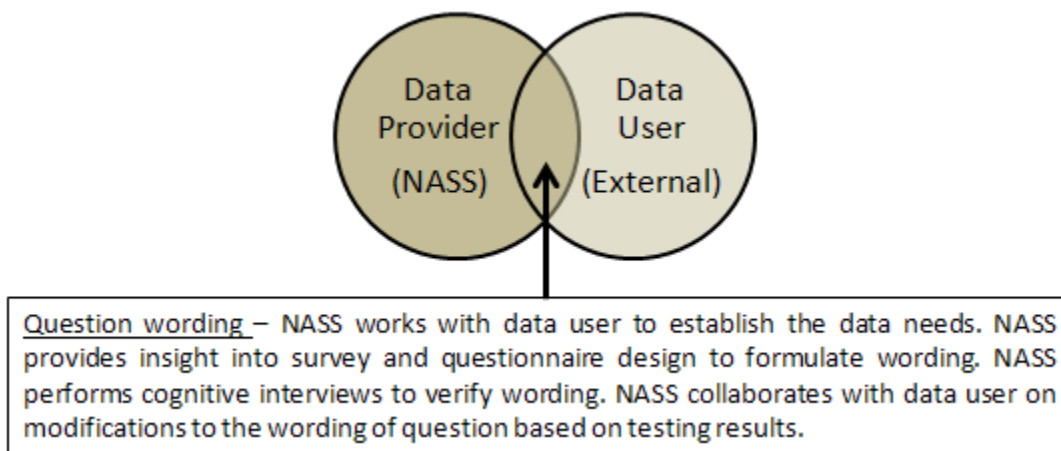 Data
Provider
(NASS)
Data
User
(External)
Question wording – NASS works with data user to establish the data needs. NASS
provides insight into survey and questionnaire design to formulate wording. NASS
performs cognitive interviews to verify wording. NASS collaborates with data user on
modifications to the wording of question based on testing results.